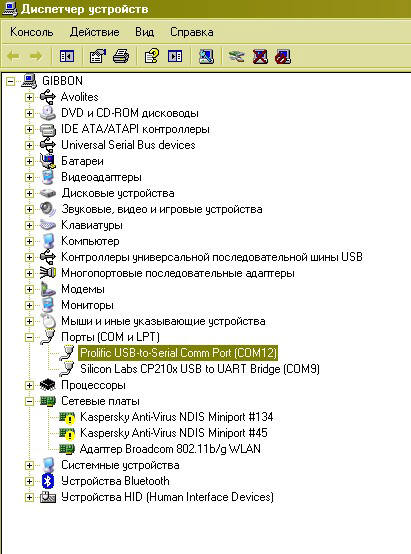 Диспетчер устройств
Консоль Действие Вид Справка
GIBBON
Avolites
DVD и CD-ROM дисководы
IDE ATA/ATAPI контроллеры
Universal Serial Bus devices
Батареи
Видеоадаптеры
Дисковые устройства
Звуковые, видео и игровые устройства
Клавиатуры
Компьютер
Контроллеры универсальной последовательной шины USB
Многопортовые последовательные адаптеры
Модемы
Мониторы
Мыши и иные указывающие устройства
Порты (COM и LPT)
Prolific USB-to-Serial Comm Port (COM12)
Silicon Labs CP210x USB to UART Bridge (COM9)
Процессоры
Сетевые платы
Kaspersky Anti-Virus NDIS Miniport #134
Kaspersky Anti-Virus NDIS Miniport #45
Адаптер Broadcom 802.11b/g WLAN
Системные устройства
Устройства Bluetooth
Устройства HID (Human Interface Devices)